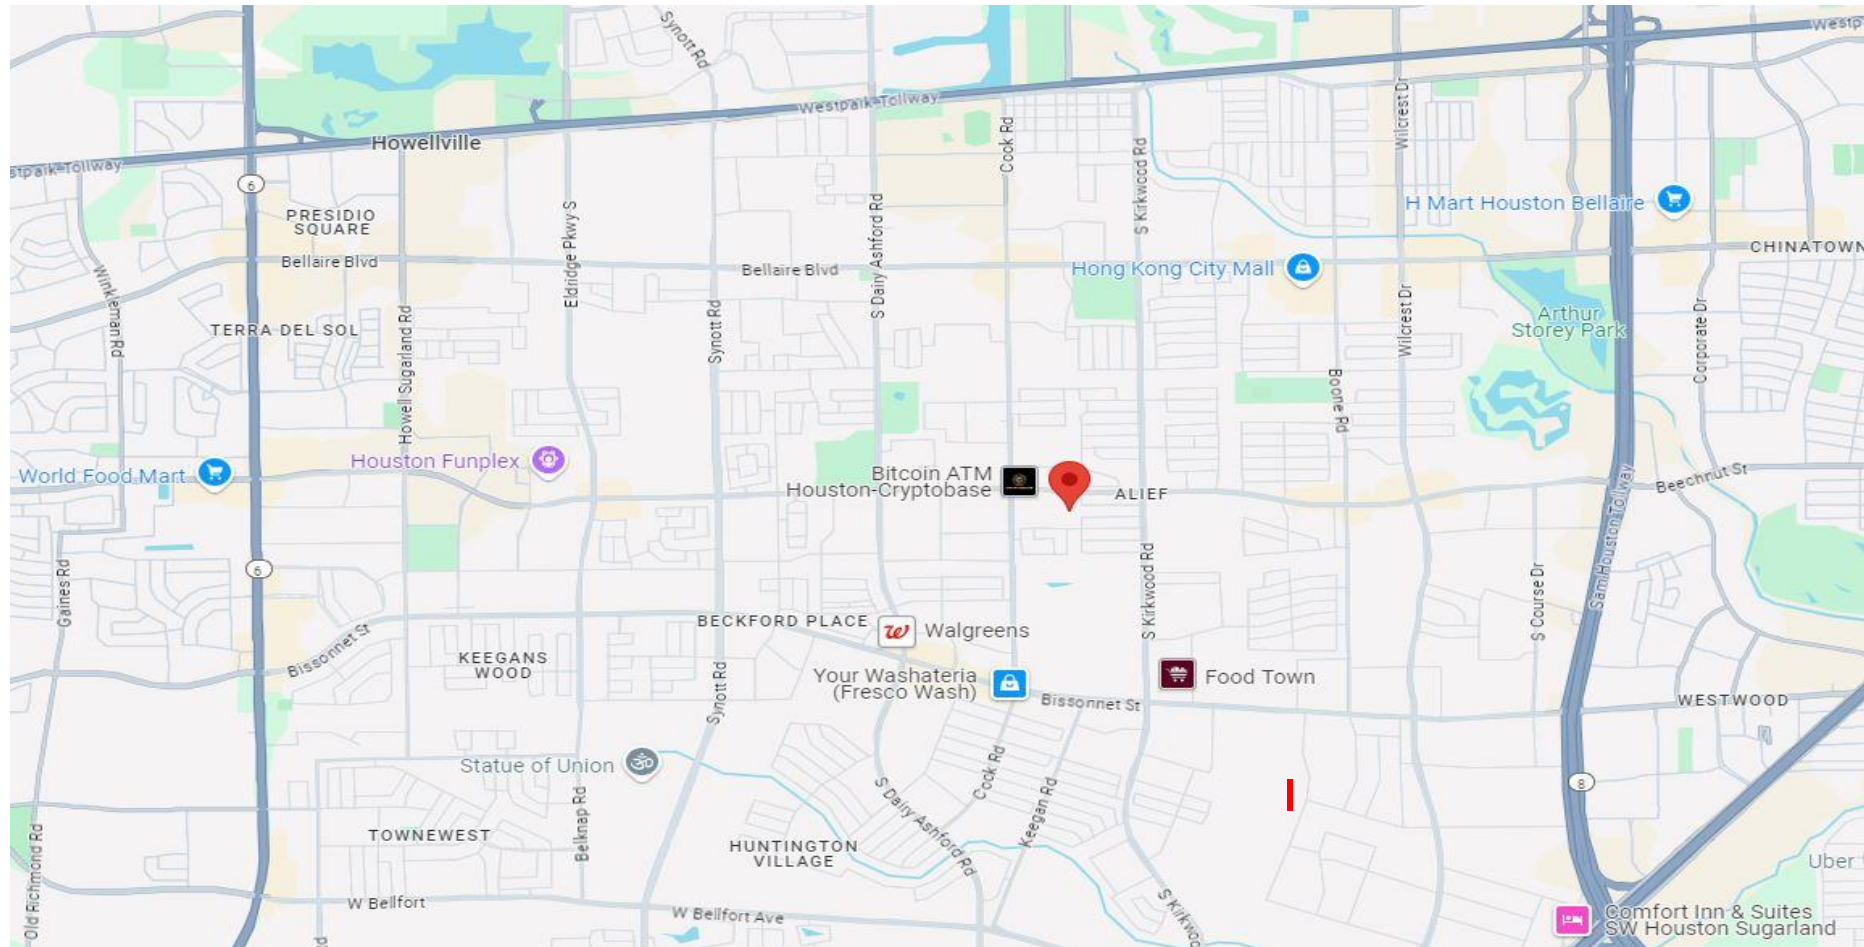 Synott Rd
Westp
Westpark Tollway
Howellville
Westpark Tollway
Cook Rd
S Kirkwood Rd
Wilcrest Dr
6
PRESIDIO
SQUARE
H Mart Houston Bellaire
Eldridge Pkwy S
S Dairy Ashford Rd
CHINATOWN
Bellaire Blvd
Bellaire Blvd
Hong Kong City Mall
Winkleman Rd
TERRA DEL SOL
Howell Sugarland Rd
Synott Rd
Wilcrest Dr
Arthur
Storey Park
Corporate Dr
Boone Rd
World Food Mart
Houston Funplex
Bitcoin ATM
Houston-Cryptobase
ALIEF
Beechnut St
Sam Houston Tollway
6
Gaines Rd
S Kirkwood Rd
S Course Dr
BECKFORD PLACE
Walgreens
Bissonnet St
KEEGANS
WOOD
Synott Rd
Your Washateria
(Fresco Wash)
Food Town
Bissonnet St
WESTWOOD
Statue of Union
Cook Rd
8
S Dairy Ashford Rd
Keegan Rd
Belknap Rd
TOWNEWEST
HUNTINGTON
VILLAGE
Old Richmond Rd
Uber
W Bellfort
W Bellfort Ave
S Kirkwoo
Comfort Inn & Suites
SW Houston Sugarland